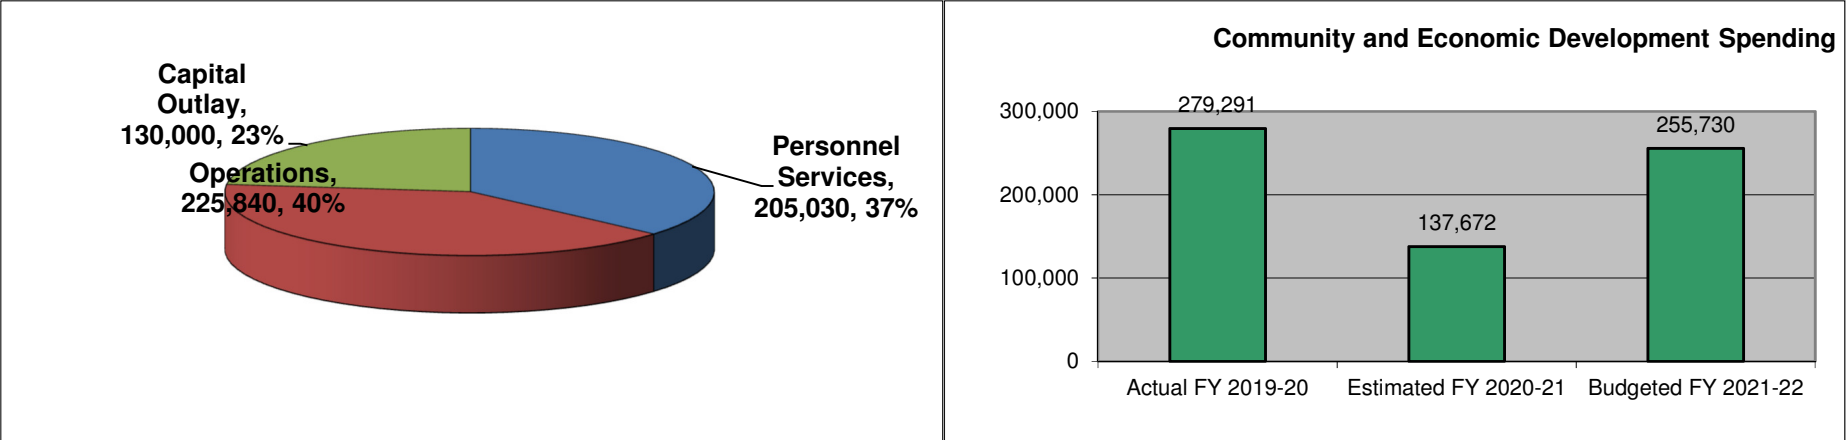 Capital
Outlay,
130,000, 23%
Operations,
225,840, 40%
Personnel
Services,
205,030, 37%
Community and Economic Development Spending
300,000
200,000
100,000
0
279,291
137,672
255,730
Actual FY 2019-20
Estimated FY 2020-21
Budgeted FY 2021-22